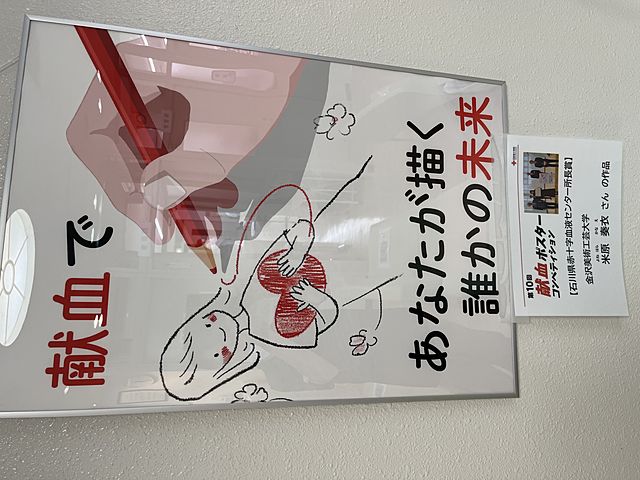 献血で
あなたが描く
誰かの未来
第10回
献血ポスター
コンペティション
【石川県赤十字血液センター所長賞】
金沢美術工芸大学
米原 奏衣 さん の作品